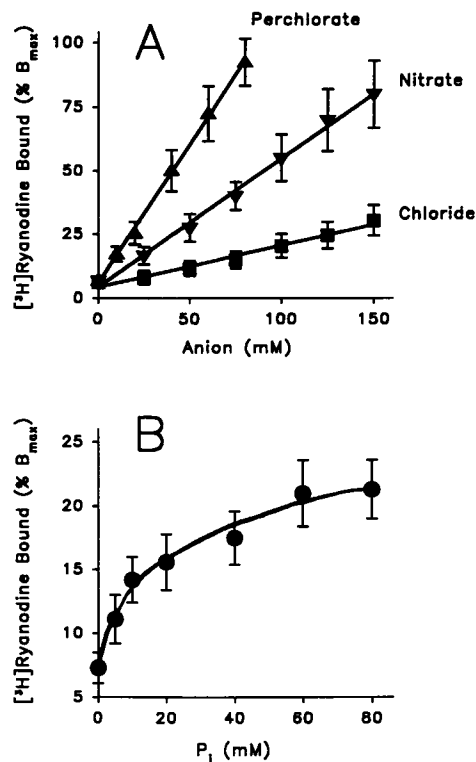 A
Perchlorate
Nitrate
Chloride
[³H]Ryanodine Bound (% Bmax)
100
75
50
25
0
0 50 100 150
Anion (mM)
B
[³H]Ryanodine Bound (% Bmax)
25
20
15
10
5
0 20 40 60 80
Pi (mM)